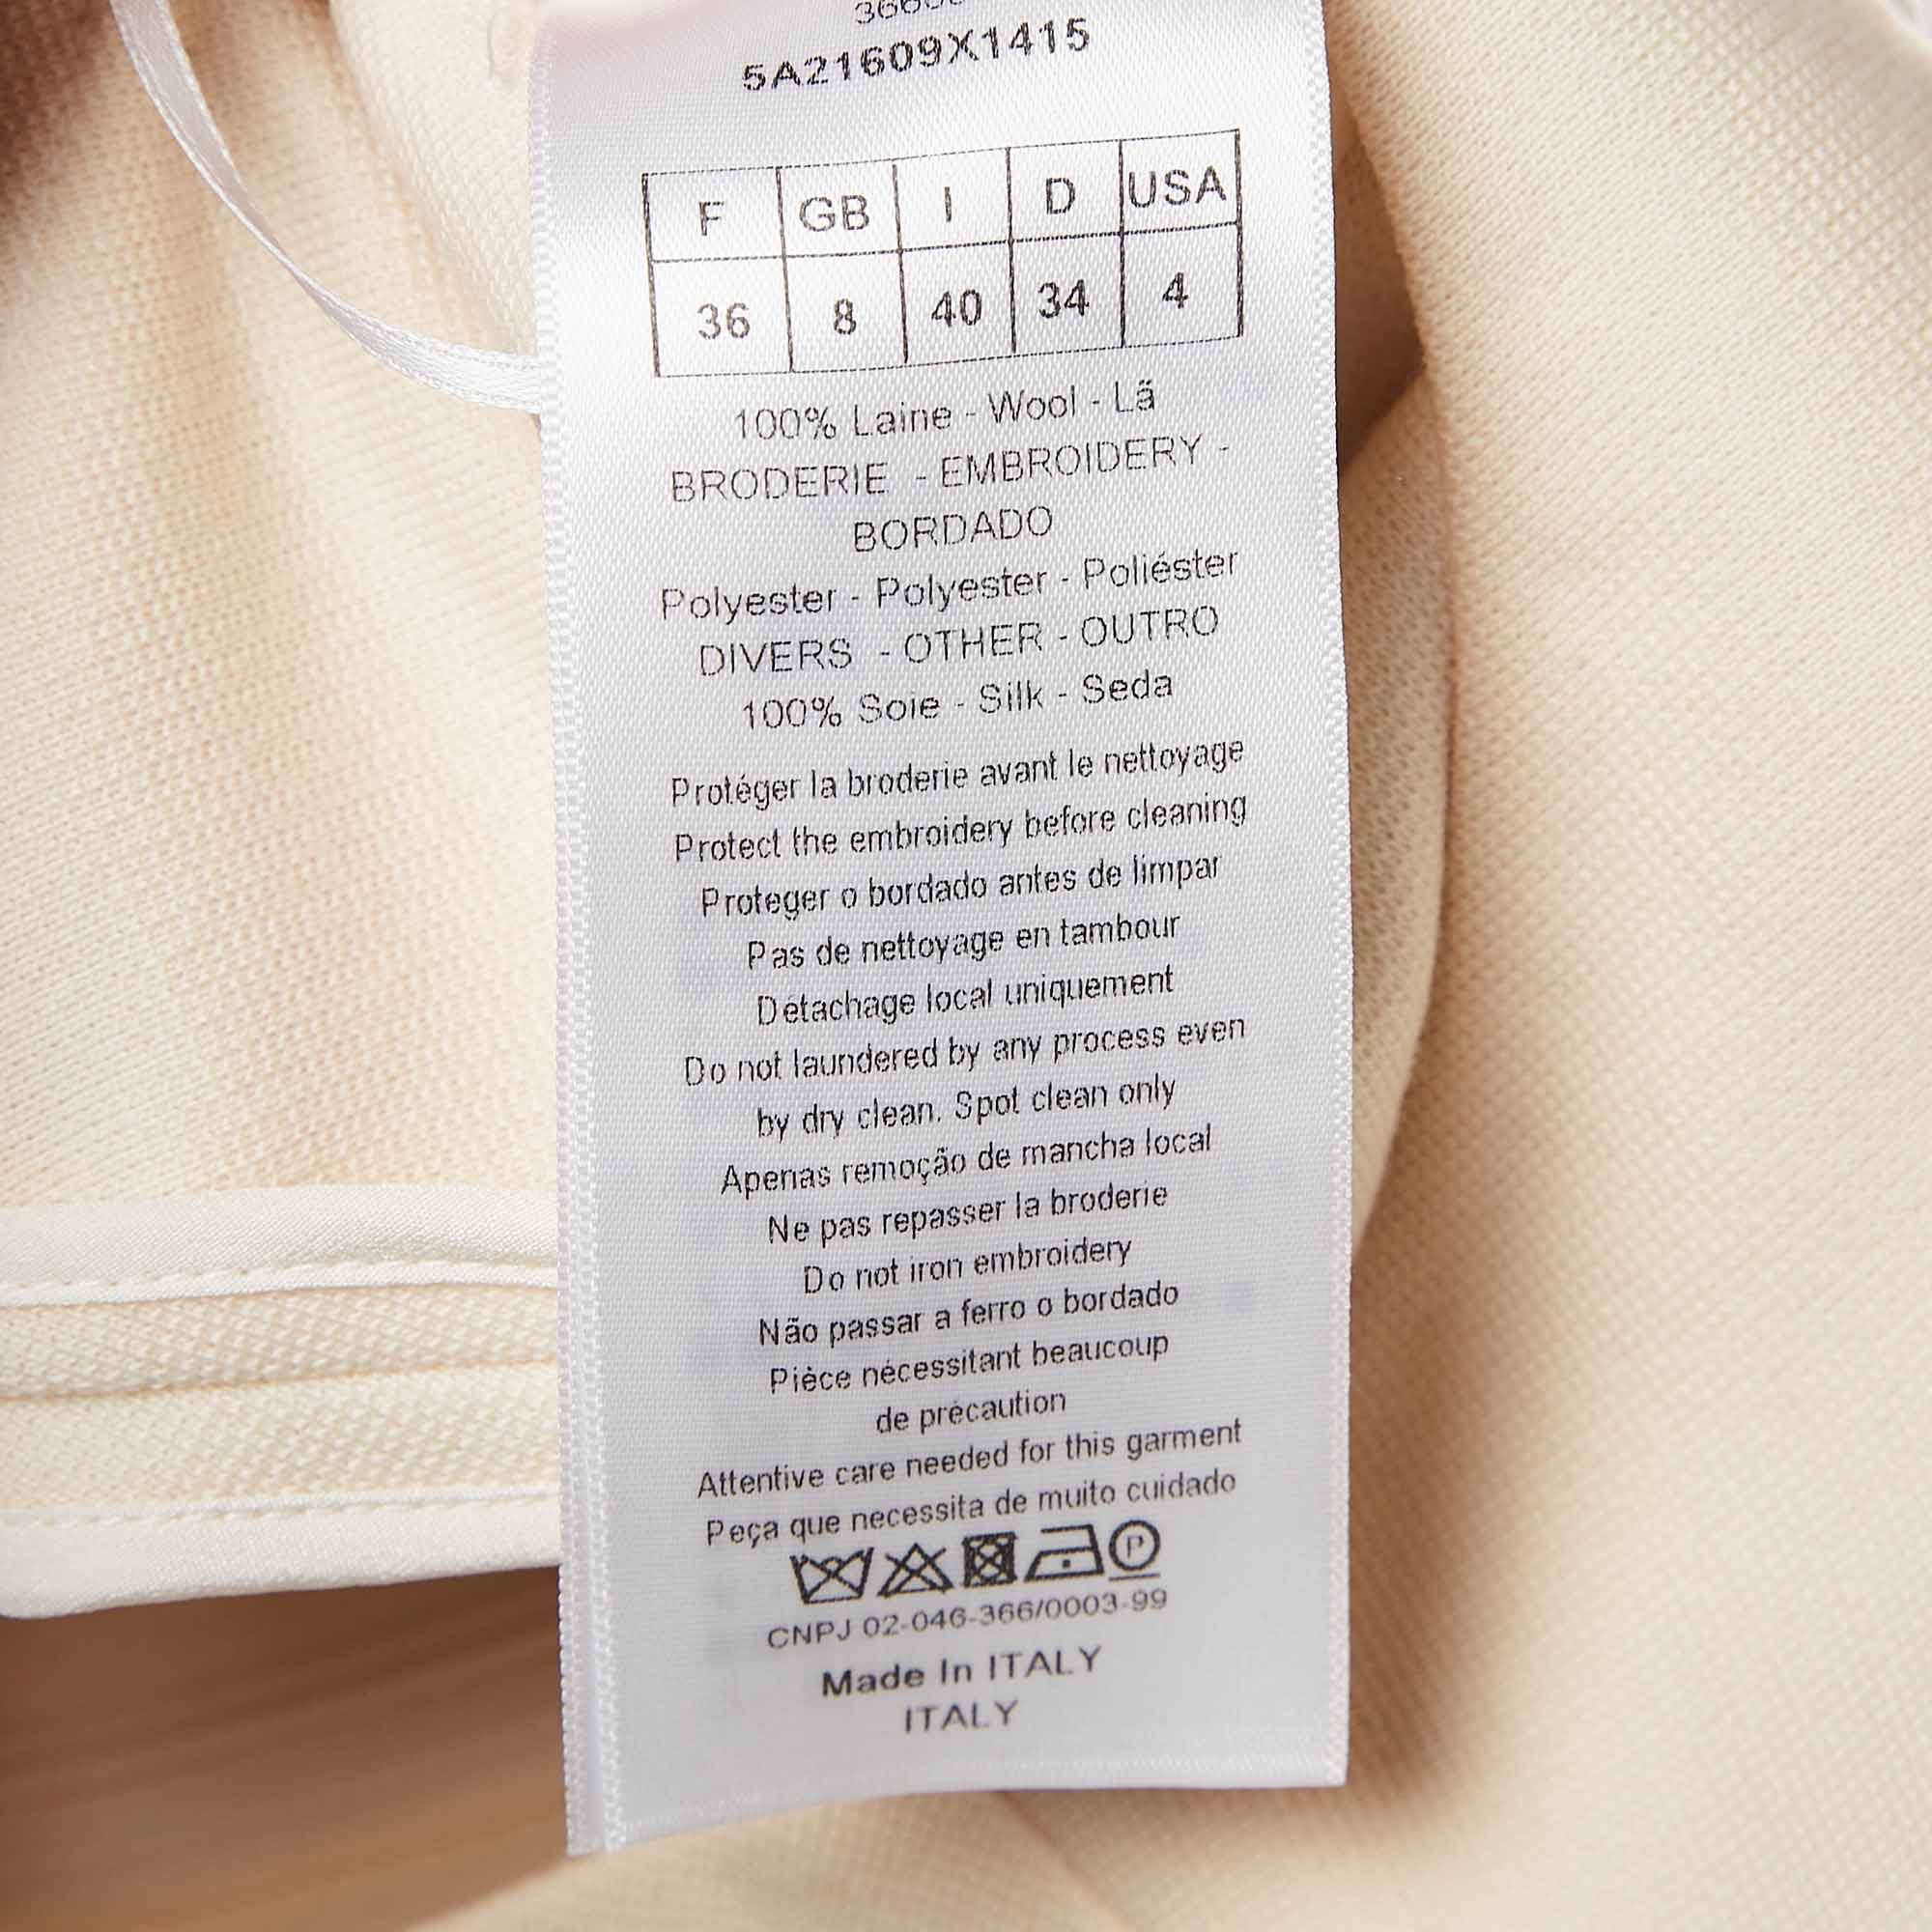 5A21609X1415
F GB I D USA
36 8 40 34 4
100% Laine - Wool - Lã
BRODERIE - EMBROIDERY -
BORDADO
Polyester - Polyester - Poliéster
DIVERS - OTHER - OUTRO
100% Soie - Silk - Seda
Protéger la broderie avant le nettoyage
Protect the embroidery before cleaning
Proteger o bordado antes de limpar
Pas de nettoyage en tambour
Détachage local uniquement
Do not laundered by any process even
by dry clean. Spot clean only
Apenas remoção de mancha local
Ne pas repasser la broderie
Do not iron embroidery
Não passar a ferro o bordado
Pièce nécessitant beaucoup
de précaution
Attentive care needed for this garment
Peça que necessita de muito cuidado
P
CNPJ 02-046-366/0003-99
Made In ITALY
ITALY